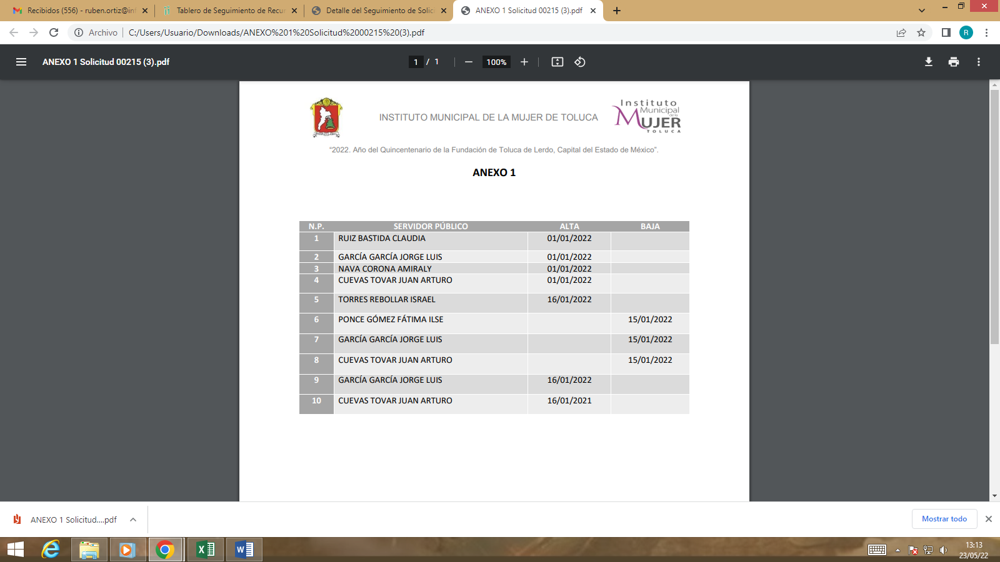 Recibidos (556) - ruben.ortiz@inf
Tablero de Seguimiento de Recur
Detalle del Seguimiento de Solici
ANEXO 1 Solicitud 00215 (3).pdf
Archivo
C:/Users/Usuario/Downloads/ANEXO%201%20Solicitud%2000215%20(3).pdf
R
ANEXO 1 Solicitud 00215 (3).pdf
1 / 1
100%
INSTITUTO MUNICIPAL DE LA MUJER DE TOLUCA
Instituto
Municipal
de la
MUJER
TOLUCA
“2022. Año del Quincentenario de la Fundación de Toluca de Lerdo, Capital del Estado de México”.
ANEXO 1
N.P. SERVIDOR PÚBLICO ALTA BAJA
1 RUIZ BASTIDA CLAUDIA 01/01/2022
2 GARCÍA GARCÍA JORGE LUIS 01/01/2022
3 NAVA CORONA AMIRALY 01/01/2022
4 CUEVAS TOVAR JUAN ARTURO 01/01/2022
5 TORRES REBOLLAR ISRAEL 16/01/2022
6 PONCE GÓMEZ FÁTIMA ILSE 15/01/2022
7 GARCÍA GARCÍA JORGE LUIS 15/01/2022
8 CUEVAS TOVAR JUAN ARTURO 15/01/2022
9 GARCÍA GARCÍA JORGE LUIS 16/01/2022
10 CUEVAS TOVAR JUAN ARTURO 16/01/2021
ANEXO 1 Solicitud....pdf
Mostrar todo
13:13
23/05/22